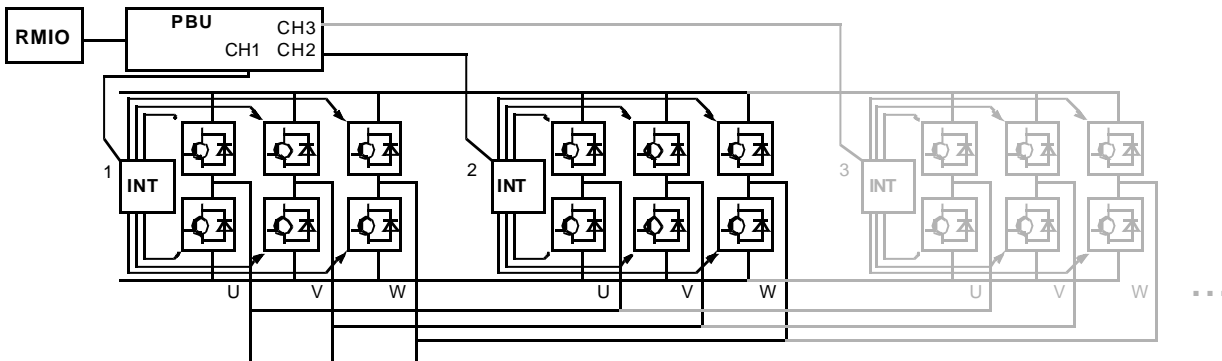 RMIO
PBU
CH3
CH1 CH2
1
INT
2
INT
3
INT
U V W
U V W
U V W
...